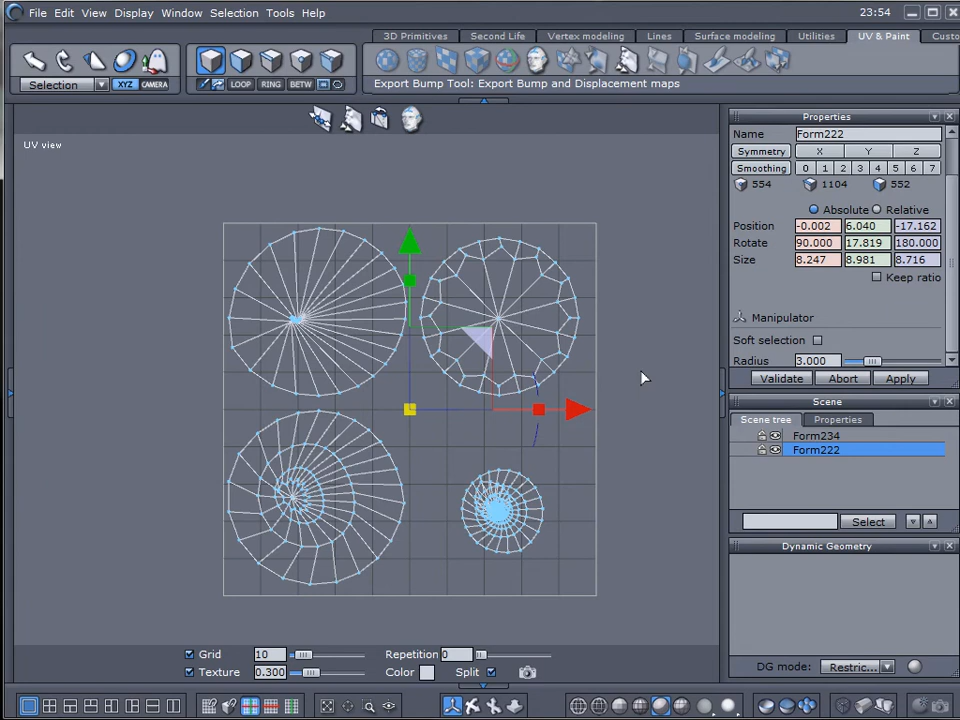 File Edit View Display Window Selection Tools Help 23:54
3D Primitives Second Life Vertex modeling Lines Surface modeling Utilities UV & Paint Custo
Selection XYZ CAMERA LOOP RING BETW Export Bump Tool: Export Bump and Displacement maps
UV view
Properties
Name Form222
Symmetry X Y Z
Smoothing 0 1 2 3 4 5 6 7
554 1104 552
Absolute Relative
Position -0.002 6.040 -17.162
Rotate 90.000 17.819 180.000
Size 8.247 8.981 8.716
Keep ratio
Manipulator
Soft selection
Radius 3.000
Validate Abort Apply
Scene
Scene tree Properties
Form234
Form222
Select
Dynamic Geometry
DG mode: Restric...
Grid 10 Repetition 0
Texture 0.300 Color Split